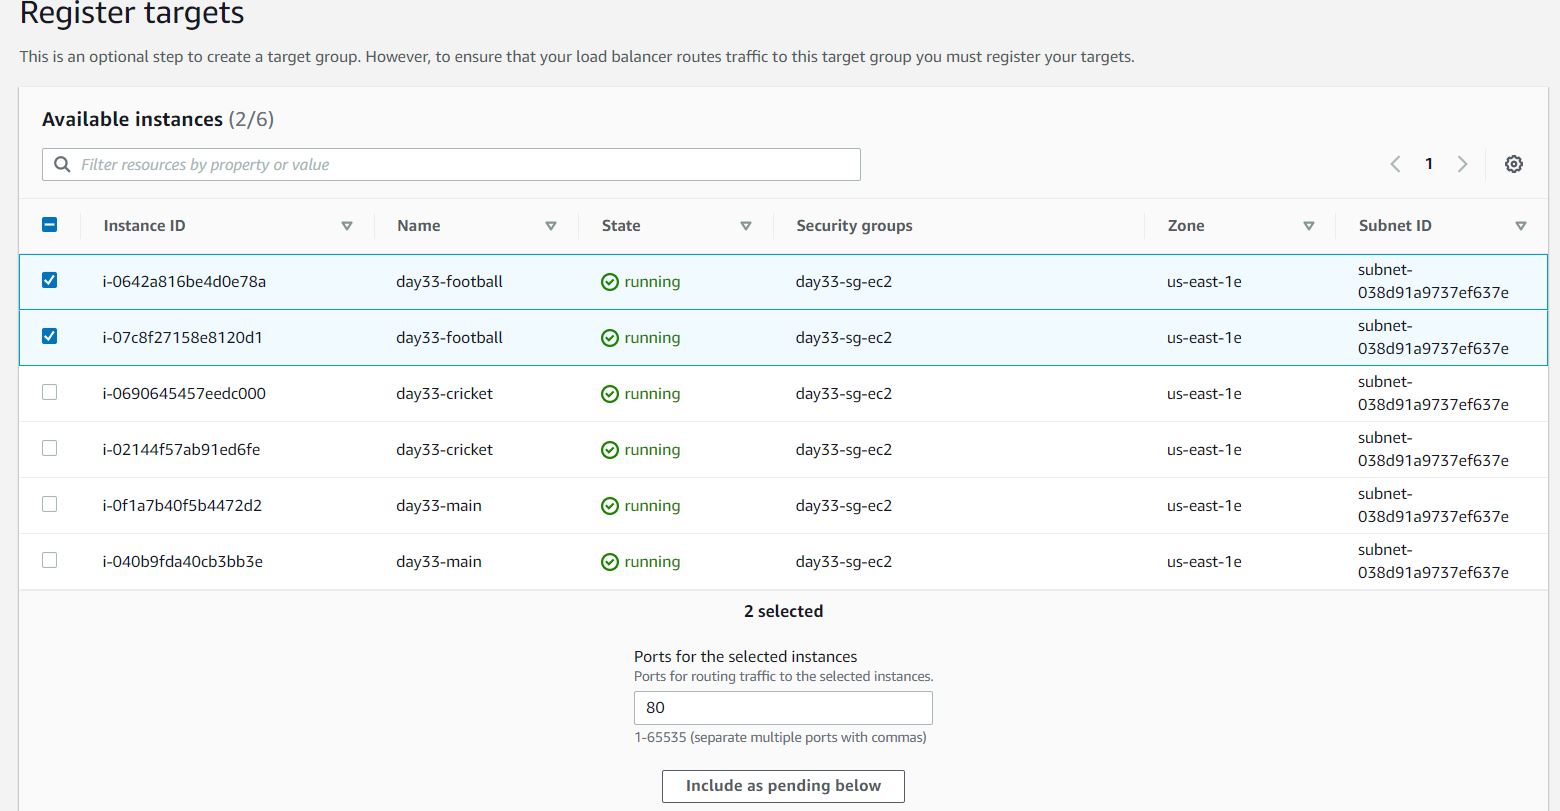 Register targets
This is an optional step to create a target group. However, to ensure that your load balancer routes traffic to this target group you must register your targets.
Available instances (2/6)
Filter resources by property or value
1
Instance ID Name State Security groups Zone Subnet ID
i-0642a816be4d0e78a day33-football running day33-sg-ec2 us-east-1e subnet-
038d91a9737ef637e
i-07c8f27158e8120d1 day33-football running day33-sg-ec2 us-east-1e subnet-
038d91a9737ef637e
i-0690645457eedc000 day33-cricket running day33-sg-ec2 us-east-1e subnet-
038d91a9737ef637e
i-02144f57ab91ed6fe day33-cricket running day33-sg-ec2 us-east-1e subnet-
038d91a9737ef637e
i-0f1a7b40f5b4472d2 day33-main running day33-sg-ec2 us-east-1e subnet-
038d91a9737ef637e
i-040b9fda40cb3bb3e day33-main running day33-sg-ec2 us-east-1e subnet-
038d91a9737ef637e
2 selected
Ports for the selected instances
Ports for routing traffic to the selected instances.
80
1-65535 (separate multiple ports with commas)
Include as pending below